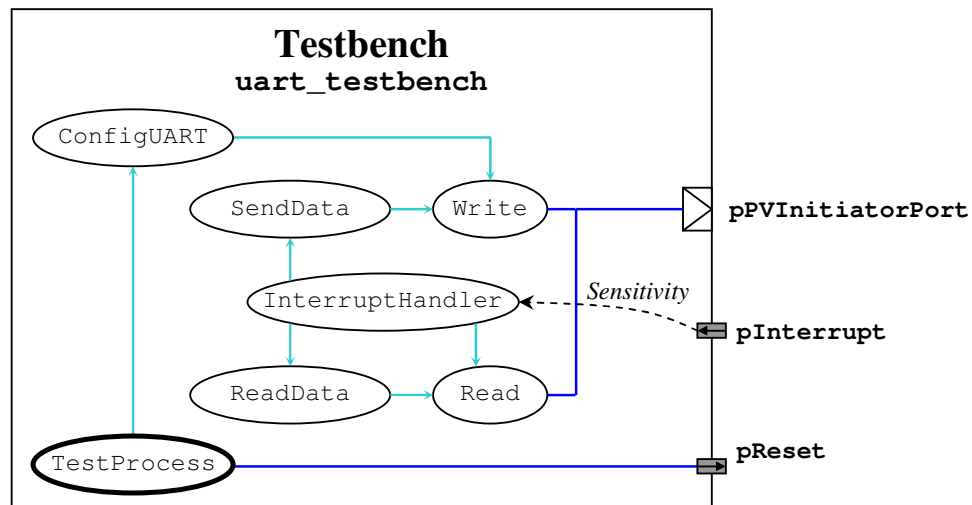 Testbench
uart_testbench
ConfigUART
SendData
Write
pPVInitiatorPort
InterruptHandler
Sensitivity
pInterrupt
ReadData
Read
TestProcess
pReset